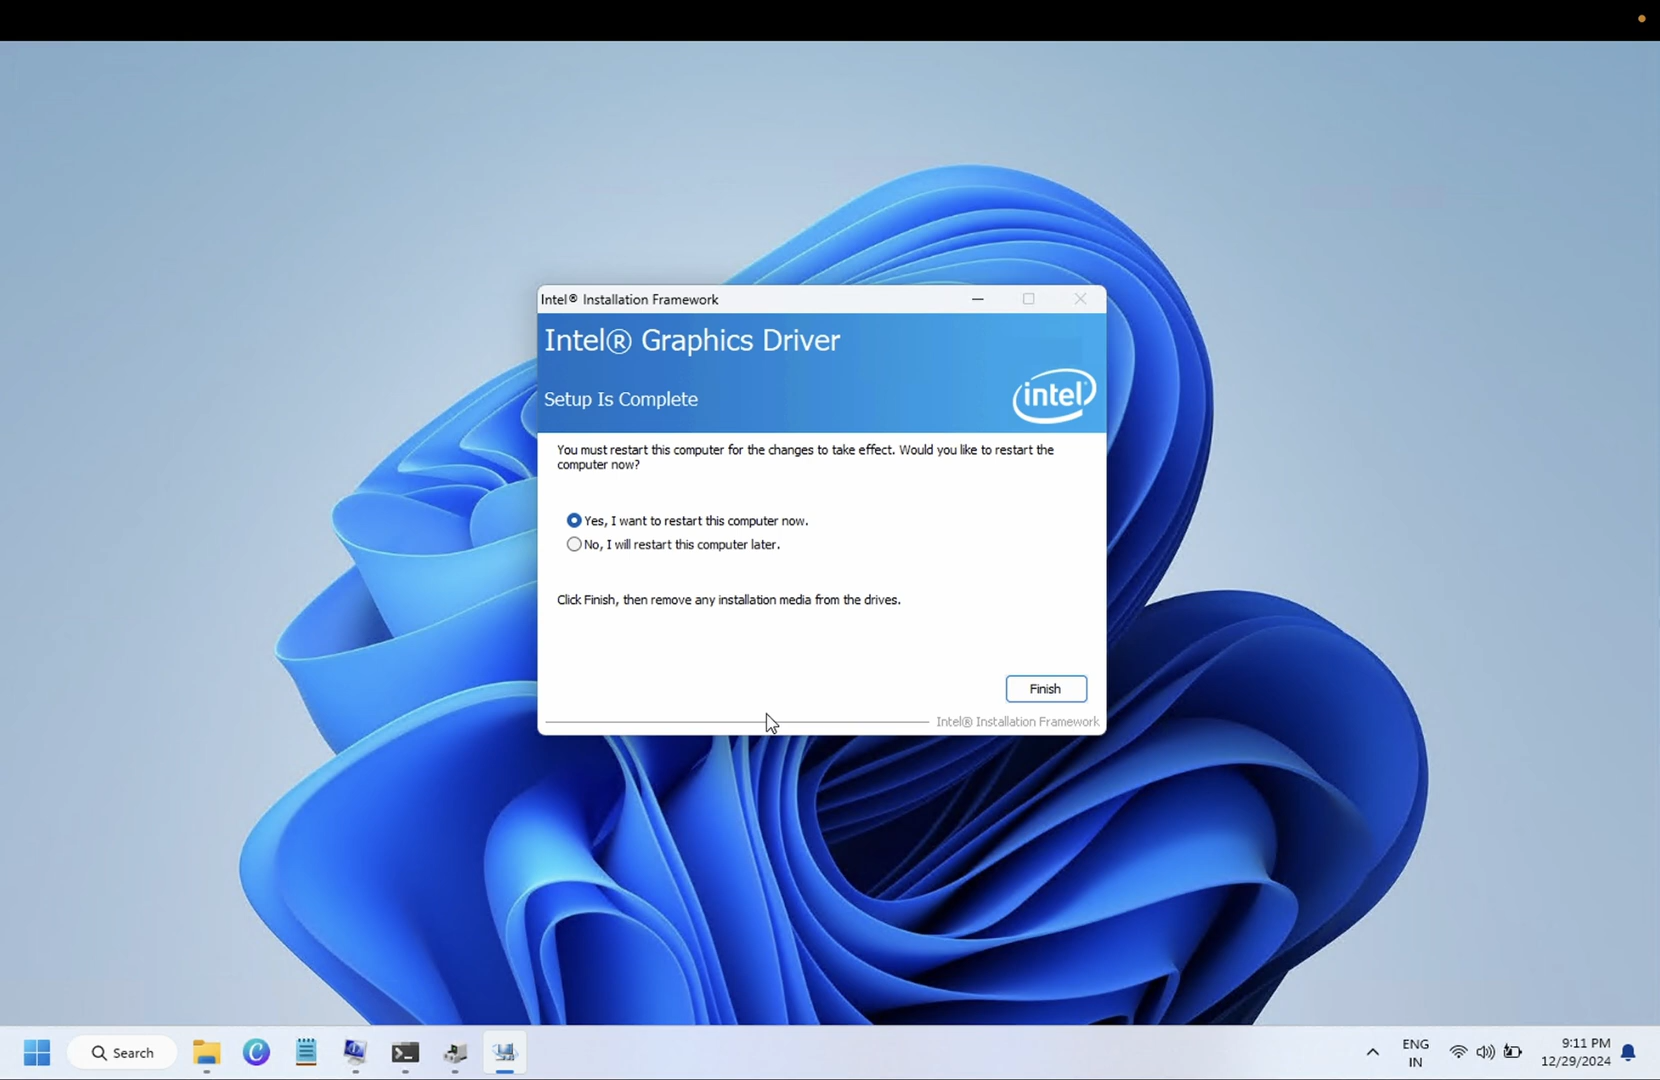 Intel® Installation Framework
Intel® Graphics Driver
Setup Is Complete
intel®
You must restart this computer for the changes to take effect. Would you like to restart the
computer now?
Yes, I want to restart this computer now.
No, I will restart this computer later.
Click Finish, then remove any installation media from the drives.
Finish
Intel® Installation Framework
Search
ENG
IN
9:11 PM
12/29/2024